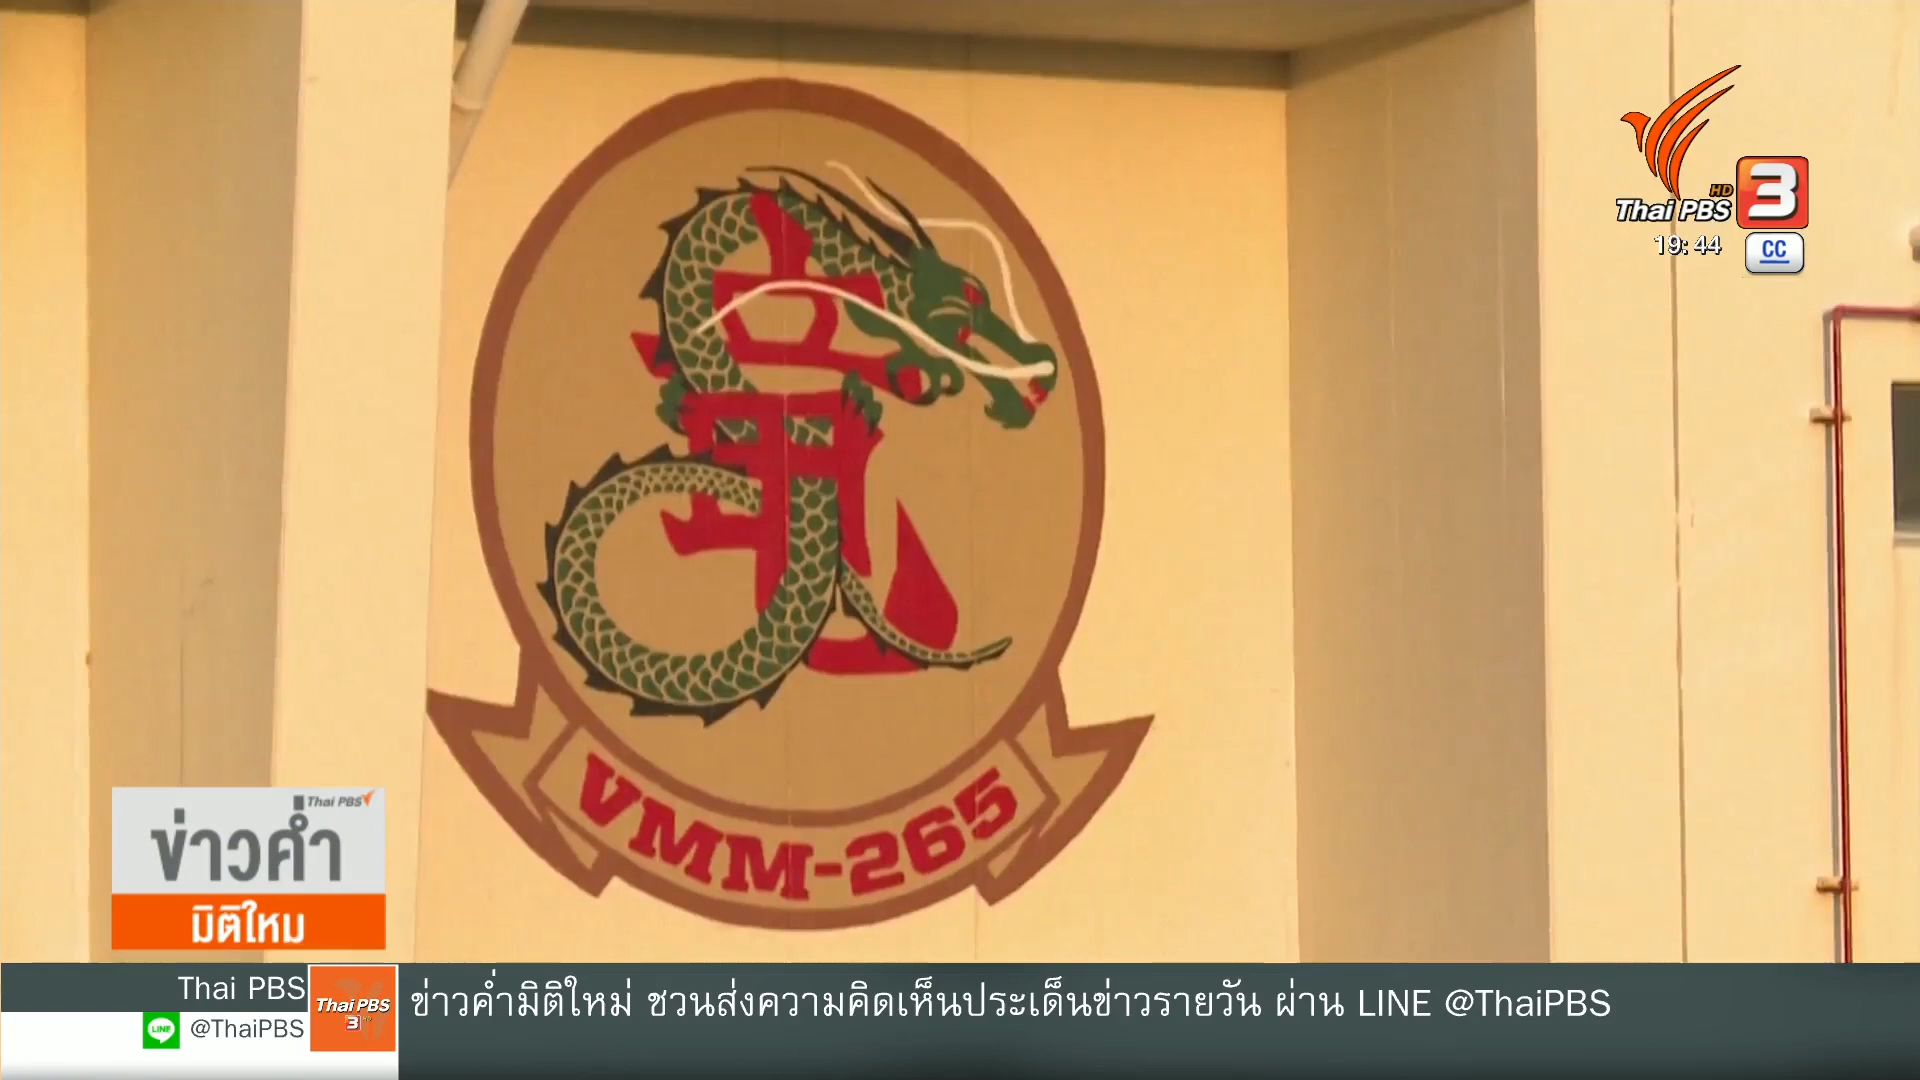 HD
Thai PBS
3
19:44
CC
VMM-265
Thai PBS
ข่าวค่ำ
มิติใหม
Thai PBS
@ThaiPBS
LINE
Thai PBS
3
ข่าวค่ำมิติใหม่ ชวนส่งความคิดเห็นประเด็นข่าวรายวัน ผ่าน LINE @ThaiPBS